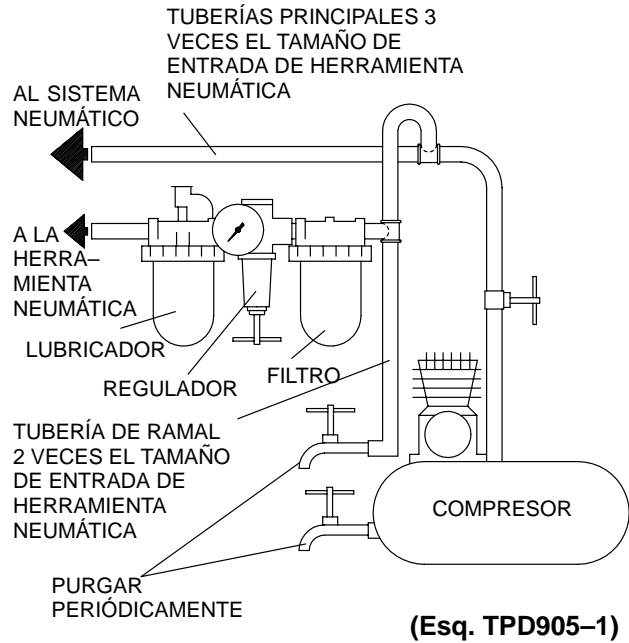 TUBERÍAS PRINCIPALES 3
VECES EL TAMAÑO DE
ENTRADA DE HERRAMIENTA
NEUMÁTICA
AL SISTEMA
NEUMÁTICO
A LA
HERRA–
MIENTA
NEUMÁTICA
LUBRICADOR
REGULADOR
FILTRO
TUBERÍA DE RAMAL
2 VECES EL TAMAÑO
DE ENTRADA DE
HERRAMIENTA
NEUMÁTICA
COMPRESOR
PURGAR
PERIÓDICAMENTE
(Esq. TPD905–1)